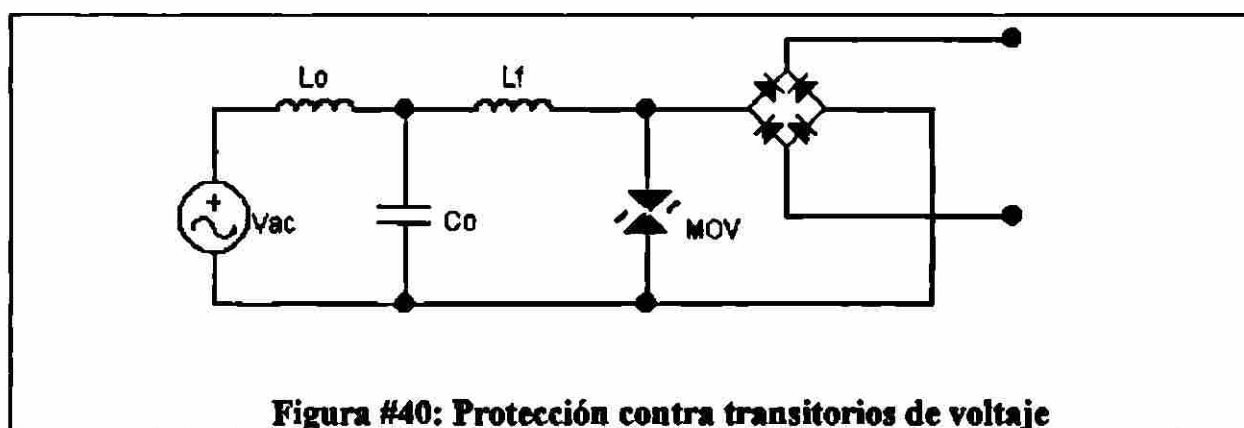 Lo
Lf
+
Vac
Co
MOV
Figura #40: Protección contra transitorios de voltaje